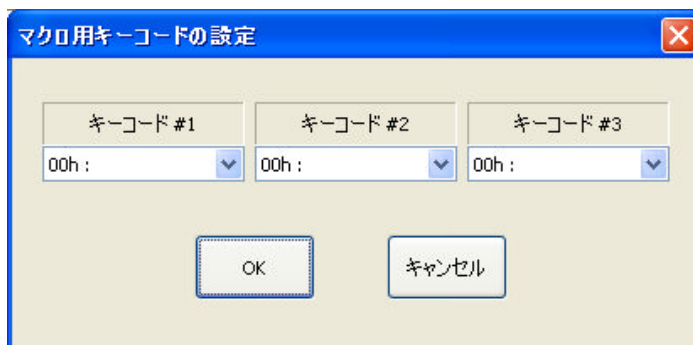 マクロ用キーコードの設定
キーコード #1 キーコード #2 キーコード #3
00h : 00h : 00h :
OK キャンセル